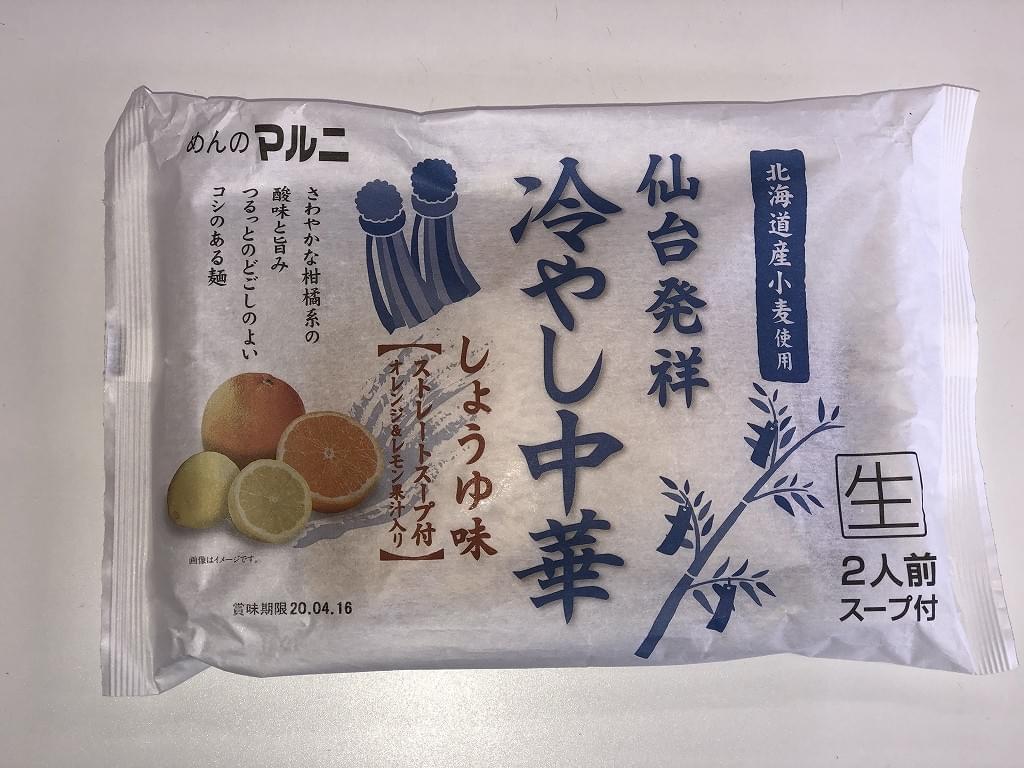 めんのマルニ
北海道産小麦使用
仙台発祥
冷やし中華
しょうゆ味
【ストレートスープ付
オレンジ&レモン果汁入り】
さわやかな柑橘系の
酸味と旨み
つるっとのどごしのよい
コシのある麺
画像はイメージです。
賞味期限20.04.16
生
2人前
スープ付